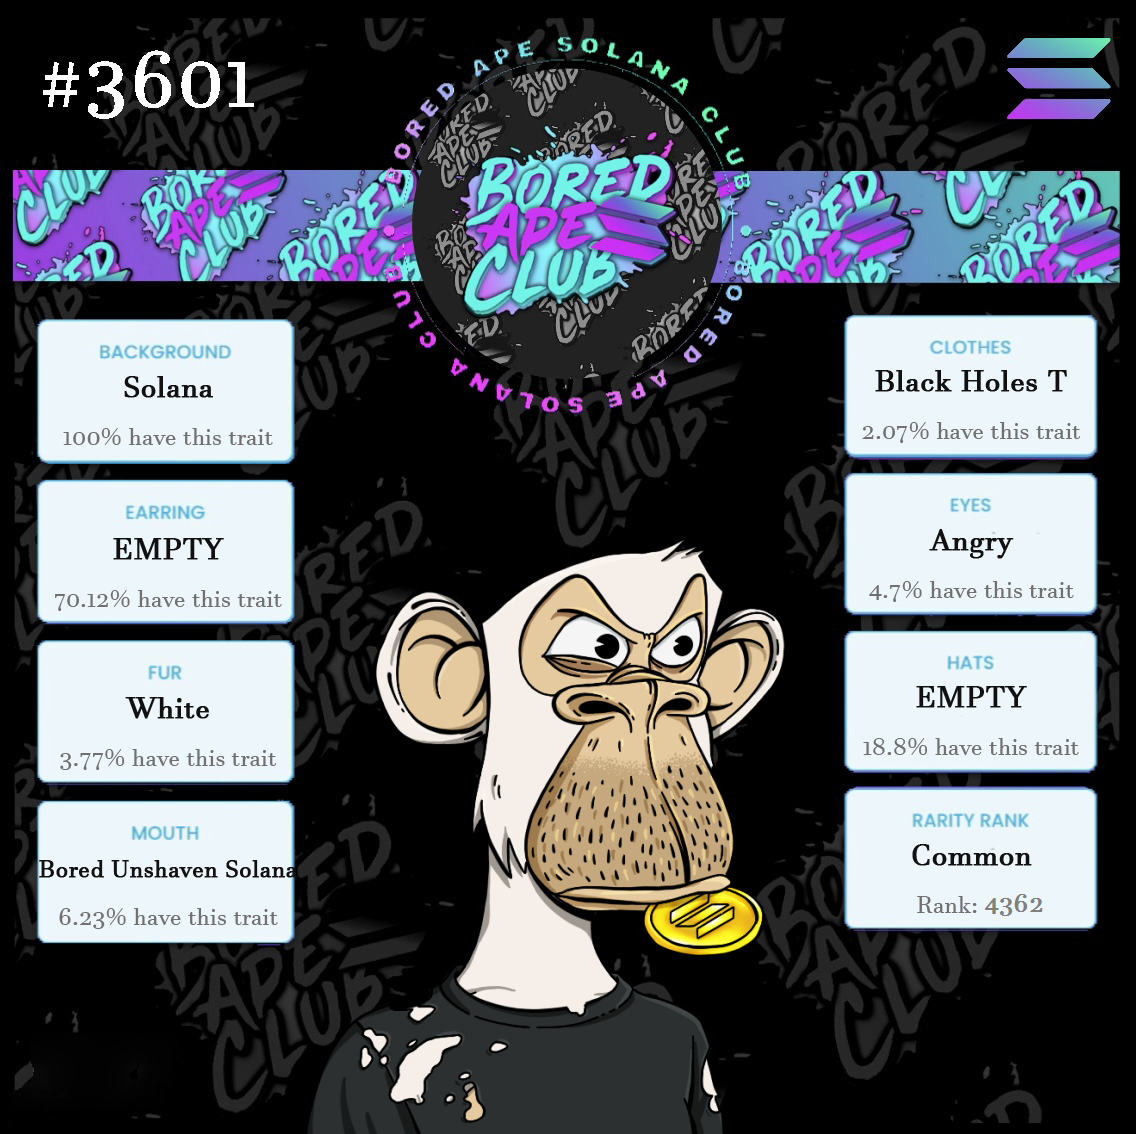 #3601
BORED APE SOLANA CLUB
BORED APE SOLANA CLUB
BORED
APE
CLUB
BACKGROUND
Solana
100% have this trait
EARRING
EMPTY
70.12% have this trait
FUR
White
3.77% have this trait
MOUTH
Bored Unshaven Solana
6.23% have this trait
CLOTHES
Black Holes T
2.07% have this trait
EYES
Angry
4.7% have this trait
HATS
EMPTY
18.8% have this trait
RARITY RANK
Common
Rank: 4362